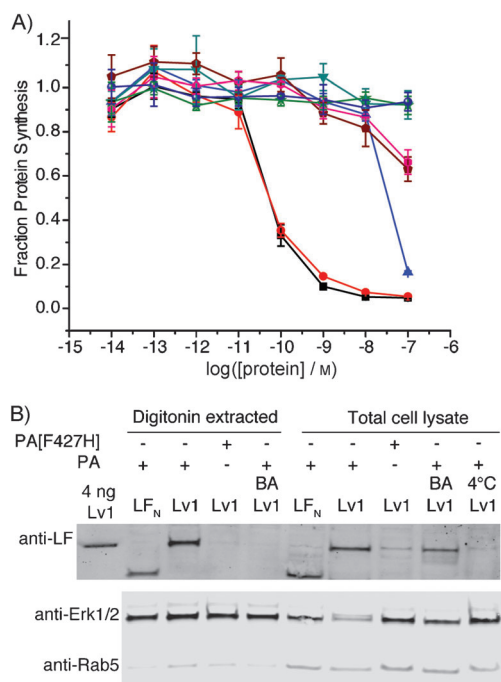 A)
Fraction Protein Synthesis
1.2
1.0
0.8
0.6
0.4
0.2
0.0
-15 -14 -13 -12 -11 -10 -9 -8 -7 -6
log([protein] / M)
B)
Digitonin extracted Total cell lysate
PA[F427H] - - + - - - + - -
PA + + - + + + - + +
BA BA 4°C
4 ng
Lv1 LFN Lv1 Lv1 Lv1 LFN Lv1 Lv1 Lv1 Lv1
anti-LF
anti-Erk1/2
anti-Rab5